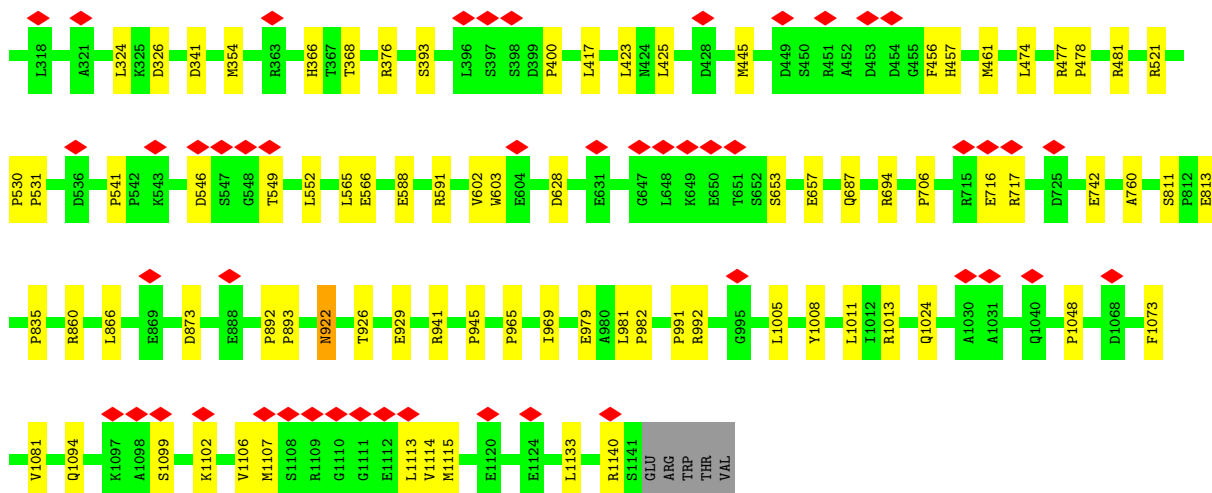 L318 A321 L324 K325 D326 D341 M354 R363 H366 T367 T368 R376 S393 L396 S397 S398 D399 P400 L417 L423 N424 L425 D428 M445 D449 S450 R451 A452 D453 D454 G455 F456 H457 M461 L474 R477 P478 R481 R521
P530 P531 D536 P541 P542 K543 D546 S547 G548 T549 L552 L565 E566 E588 R591 V602 W603 E604 D628 E631 G647 L648 K649 E650 T651 S652 S653 E657 Q687 R694 P706 R715 E716 R717 D725 E742 A760 S811 P812 E813
P835 R860 L866 E869 D873 E888 P892 P893 N922 T926 E929 R941 P945 P965 I969 E979 A980 L981 P982 P991 R992 G995 L1005 Y1008 L1011 I1012 R1013 Q1024 A1030 A1031 Q1040 P1048 D1068 F1073
V1081 Q1094 K1097 A1098 S1099 K1102 V1106 M1107 S1108 R1109 G1110 G1111 E1112 L1113 V1114 M1115 E1120 E1124 L1133 R1140 S1141 GLU ARG TRP THR VAL